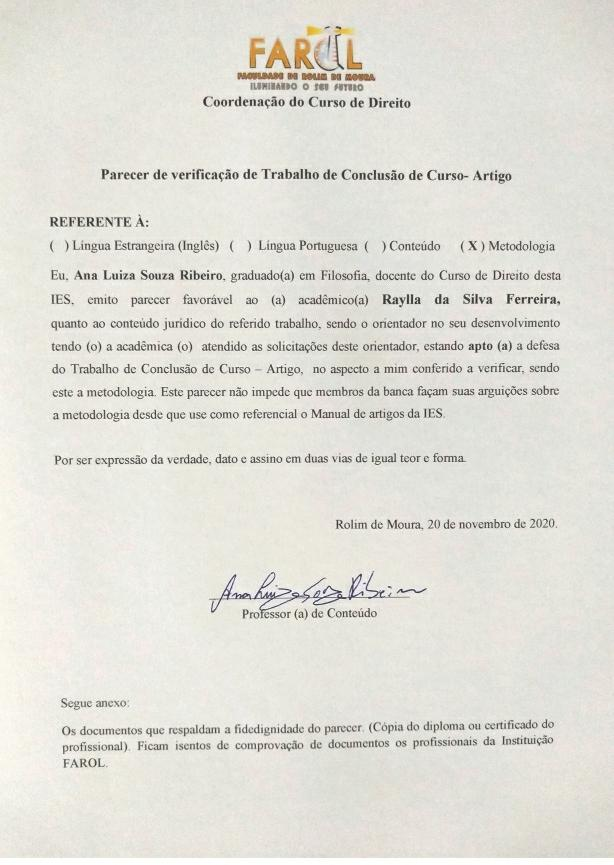 FAROL
FACULDADE DE ROLIM DE MOURA
ILUMINANDO O SEU FUTURO
Coordenação do Curso de Direito
Parecer de verificação de Trabalho de Conclusão de Curso- Artigo
REFERENTE À:
( ) Língua Estrangeira (Inglês) ( ) Língua Portuguesa ( ) Conteúdo ( X ) Metodologia
Eu, Ana Luiza Souza Ribeiro, graduado(a) em Filosofia, docente do Curso de Direito desta
IES, emito parecer favorável ao (a) acadêmico(a) Raylla da Silva Ferreira,
quanto ao conteúdo jurídico do referido trabalho, sendo o orientador no seu desenvolvimento
tendo (o) a acadêmica (o) atendido as solicitações deste orientador, estando apto (a) a defesa
do Trabalho de Conclusão de Curso – Artigo, no aspecto a mim conferido a verificar, sendo
este a metodologia. Este parecer não impede que membros da banca façam suas arguições sobre
a metodologia desde que use como referencial o Manual de artigos da IES.
Por ser expressão da verdade, dato e assino em duas vias de igual teor e forma.
Rolim de Moura, 20 de novembro de 2020.
Ana Luiza Souza Ribeiro
Professor (a) de Conteúdo
Segue anexo:
Os documentos que respaldam a fidedignidade do parecer. (Cópia do diploma ou certificado do
profissional). Ficam isentos de comprovação de documentos os profissionais da Instituição
FAROL.